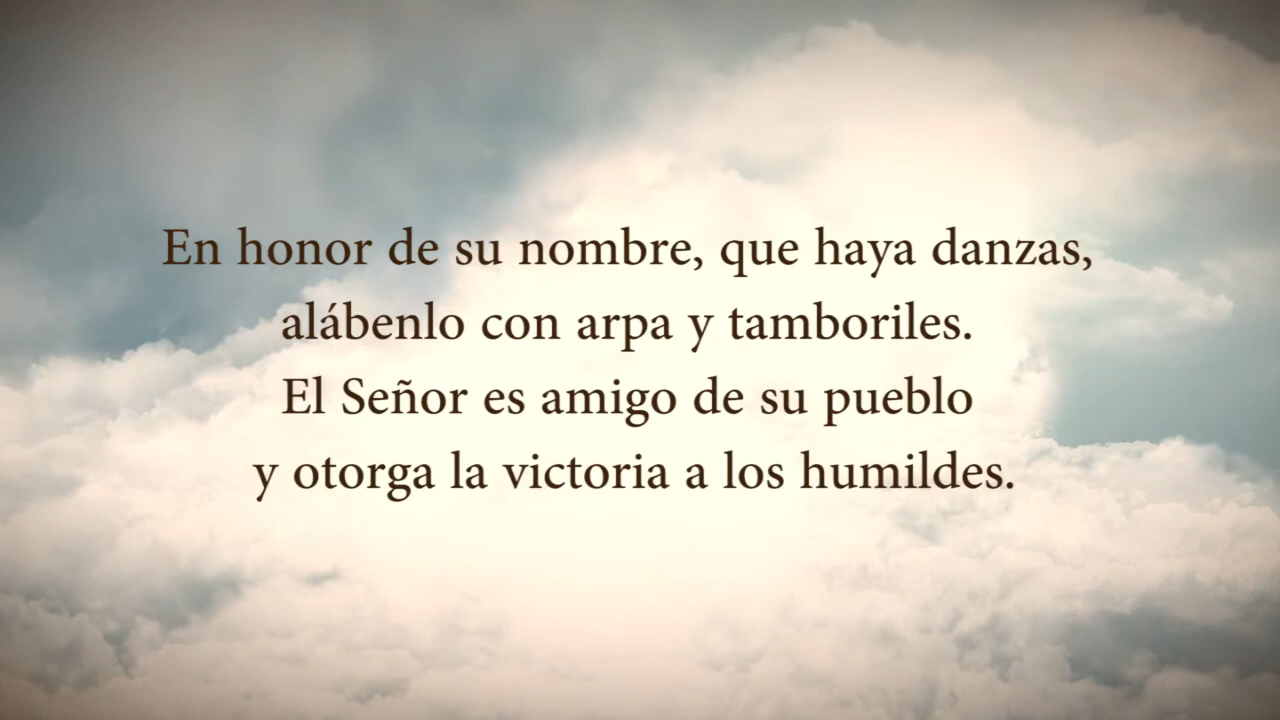 En honor de su nombre, que haya danzas,
alábenlo con arpa y tamboriles.
El Señor es amigo de su pueblo
y otorga la victoria a los humildes.